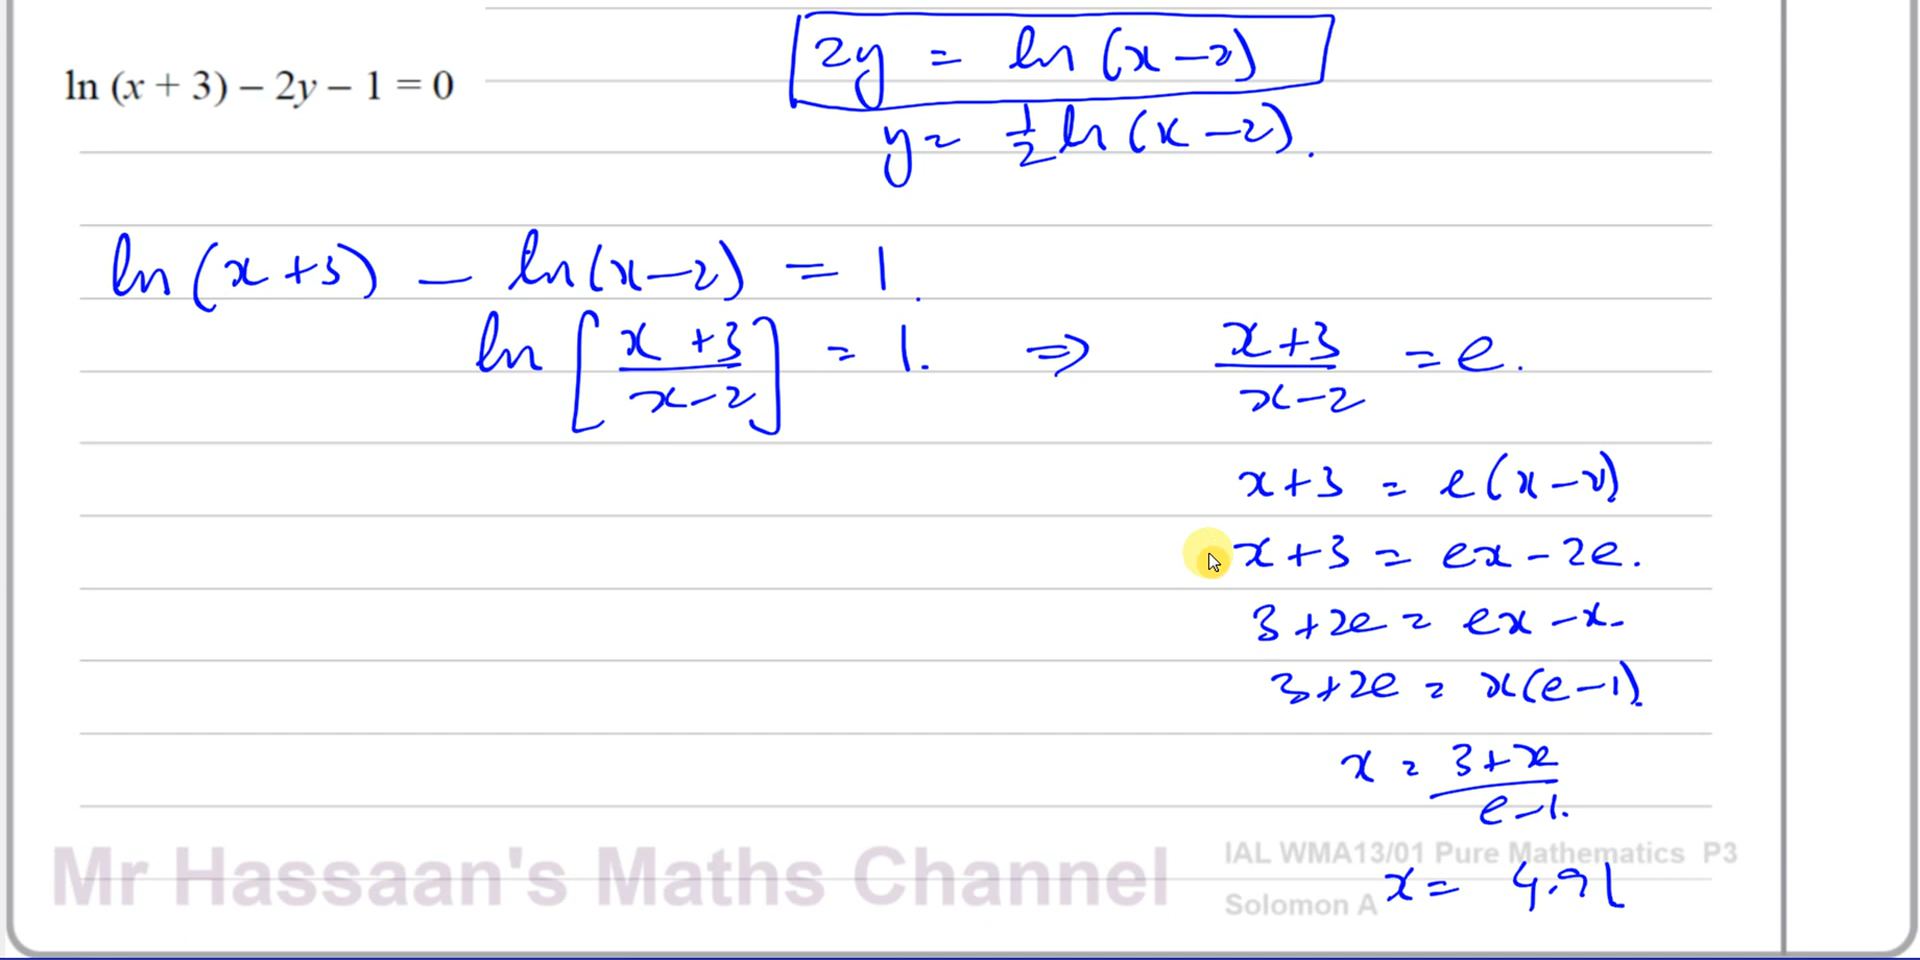 2y = ln (x – 2)
ln (x + 3) – 2y – 1 = 0
y = 1/2 ln (x – 2).
ln (x + 3) – ln (x – 2) = 1.
ln [x + 3 / x – 2] = 1. ⇒ x + 3 / x – 2 = e.
x + 3 = e(x – 2)
x + 3 = ex – 2e.
3 + 2e = ex – x.
3 + 2e = x(e – 1).
x = 3 + 2e / e – 1.
IAL WMA13/01 Pure Mathematics P3
Mr Hassaan's Maths Channel
x = 4.91
Solomon A